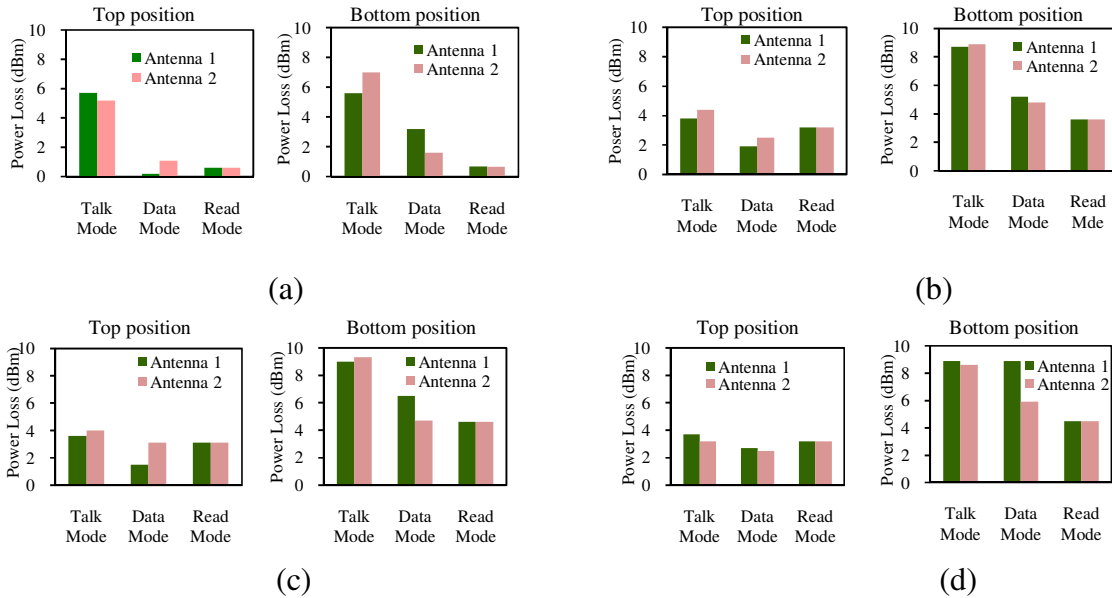 Top position
Power Loss (dBm)
10
8
6
4
2
0
Antenna 1
Antenna 2
Talk Mode
Data Mode
Read Mode
Bottom position
Power Loss (dBm)
10
8
6
4
2
0
Antenna 1
Antenna 2
Talk Mode
Data Mode
Read Mode
(a)
Top position
Poser Loss (dBm)
10
8
6
4
2
0
Antenna 1
Antenna 2
Talk Mode
Data Mode
Read Mode
Bottom position
Power Loss (dBm)
10
8
6
4
2
0
Antenna 1
Antenna 2
Talk Mode
Data Mode
Read Mde
(b)
Top position
Power Loss (dBm)
10
8
6
4
2
0
Antenna 1
Antenna 2
Talk Mode
Data Mode
Read Mode
Bottom position
Power Loss (dBm)
10
8
6
4
2
0
Antenna 1
Antenna 2
Talk Mode
Data Mode
Read Mode
(c)
Top position
Power Loss (dBm)
10
8
6
4
2
0
Antenna 1
Antenna 2
Talk Mode
Data Mode
Read Mode
Bottom position
Power Loss (dBm)
10
8
6
4
2
0
Antenna 1
Antenna 2
Talk Mode
Data Mode
Read Mode
(d)